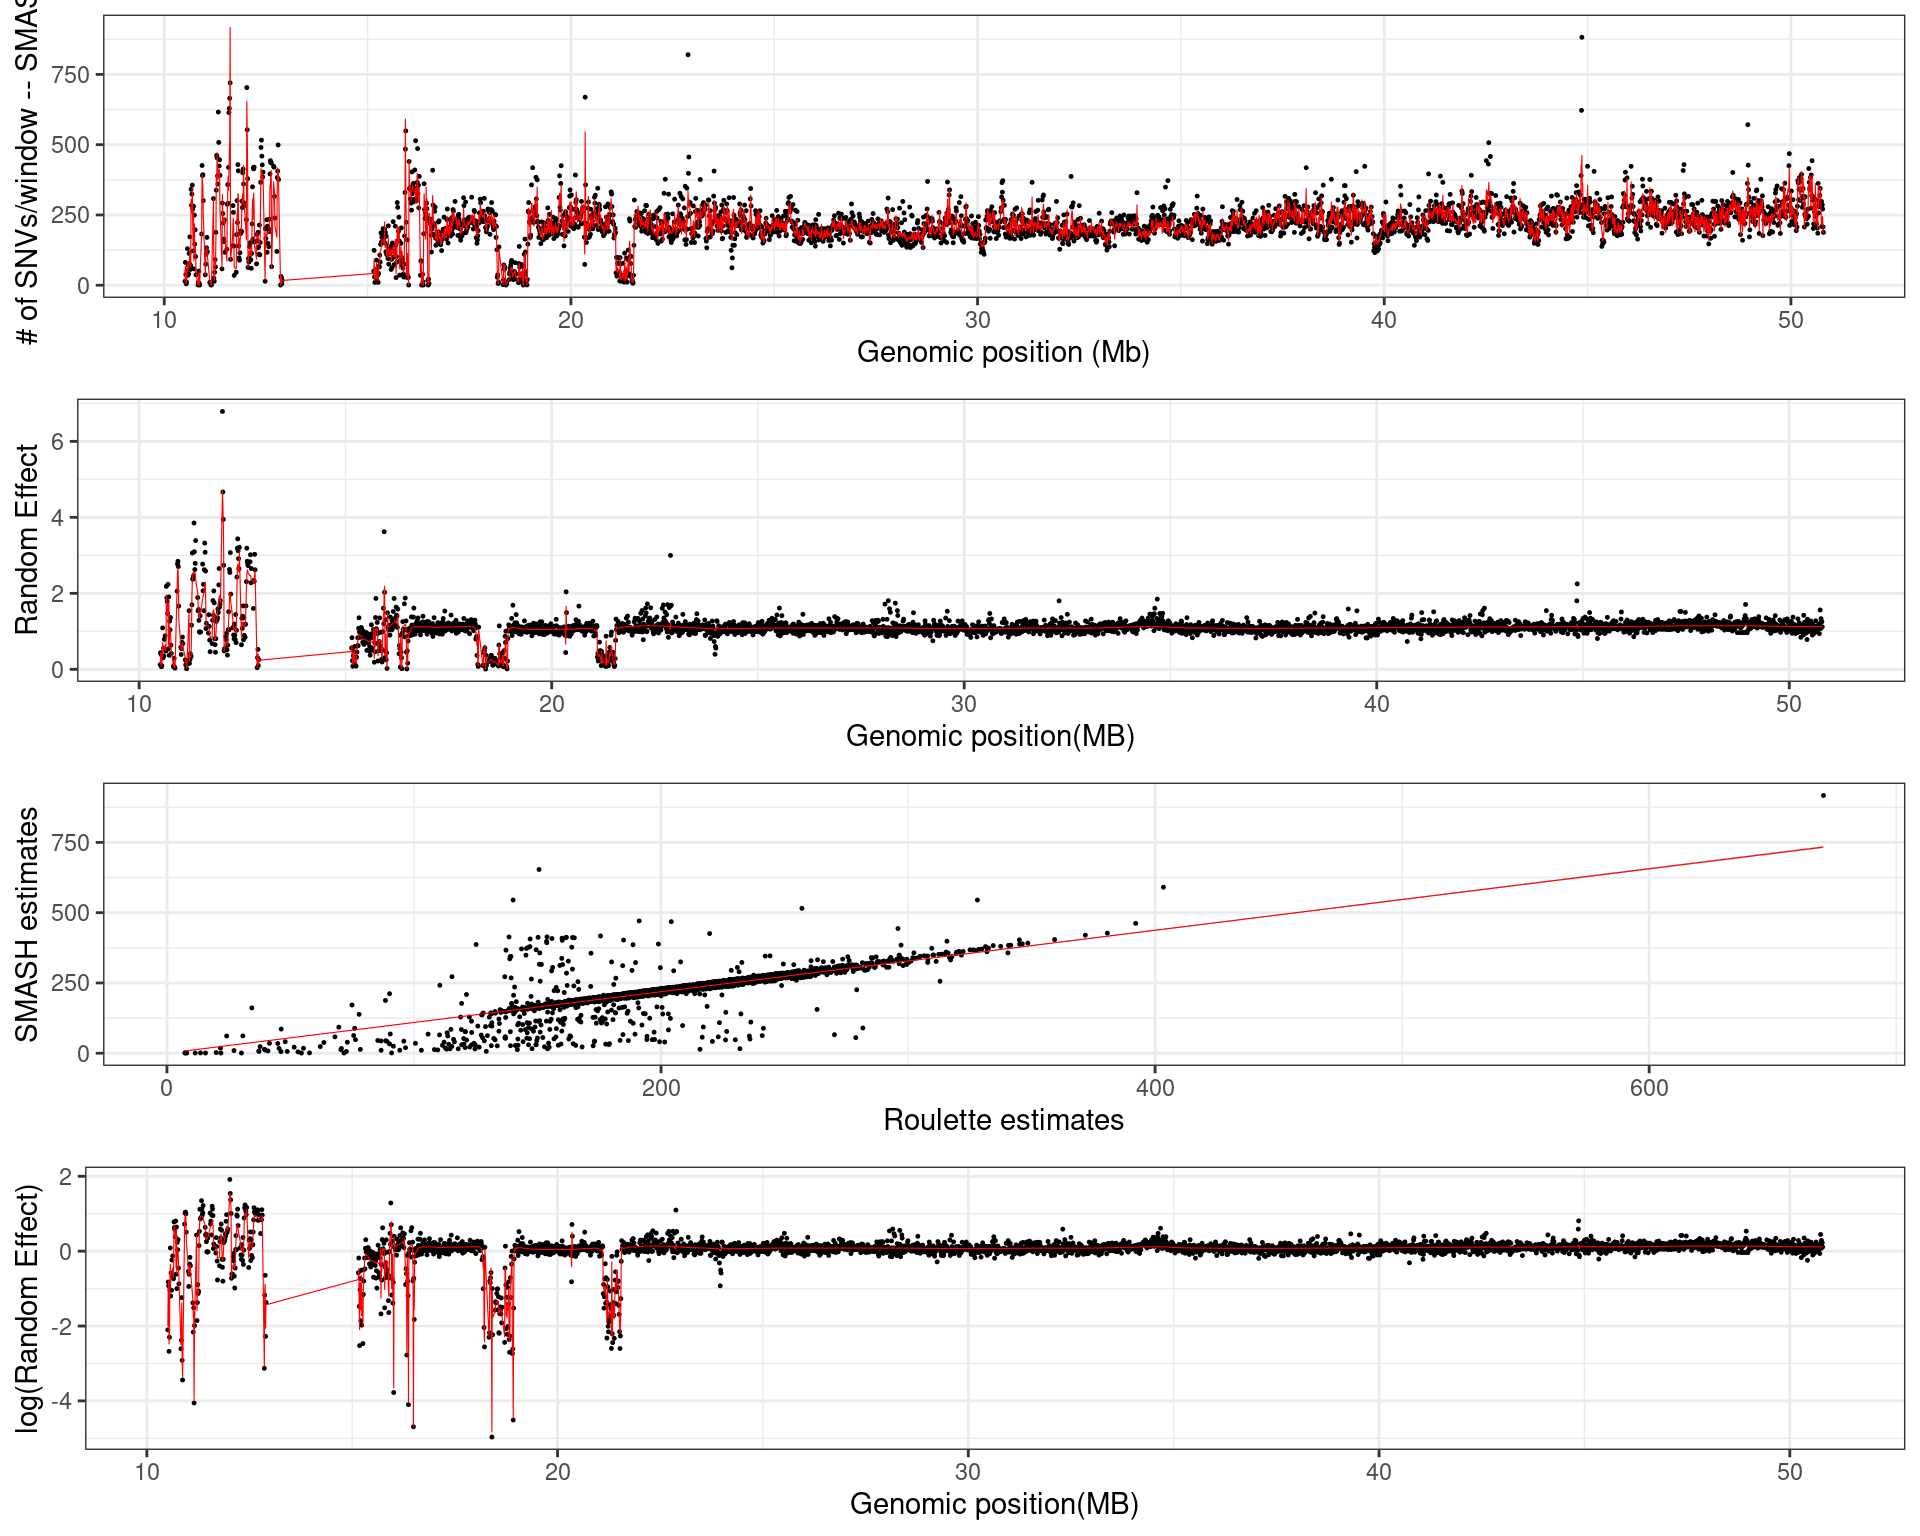 # of SNVs/window -- SMAS
750
500
250
0
10 20 30 40 50
Genomic position (Mb)
Random Effect
6
4
2
0
10 20 30 40 50
Genomic position(MB)
SMASH estimates
750
500
250
0
0 200 400 600
Roulette estimates
log(Random Effect)
2
0
-2
-4
10 20 30 40 50
Genomic position(MB)